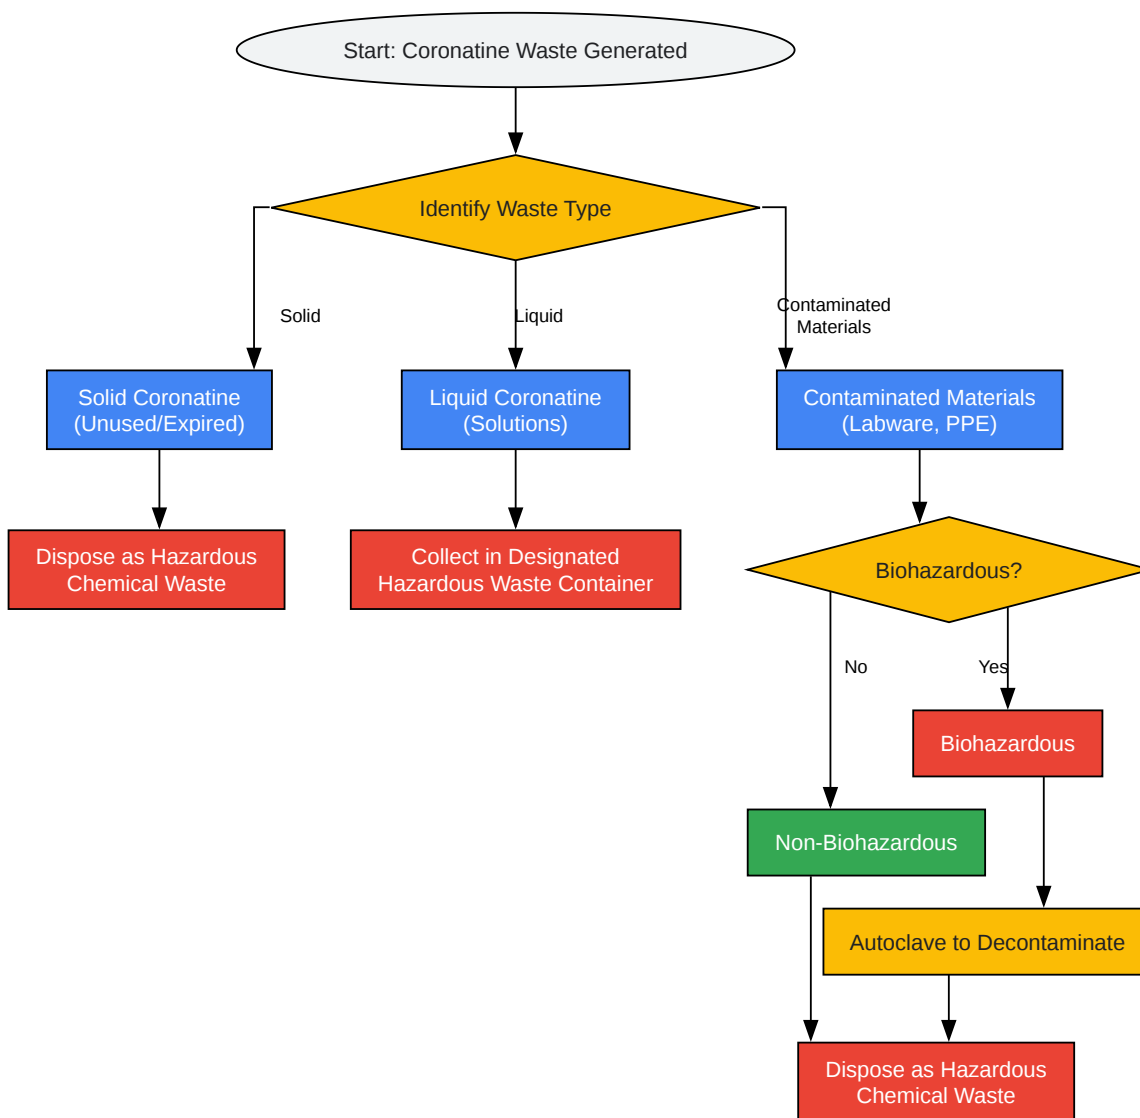 Start: Coronatine Waste Generated
Identify Waste Type
Solid
Liquid
Contaminated
Materials
Solid Coronatine
(Unused/Expired)
Liquid Coronatine
(Solutions)
Contaminated Materials
(Labware, PPE)
Dispose as Hazardous
Chemical Waste
Collect in Designated
Hazardous Waste Container
Biohazardous?
No
Yes
Biohazardous
Non-Biohazardous
Autoclave to Decontaminate
Dispose as Hazardous
Chemical Waste